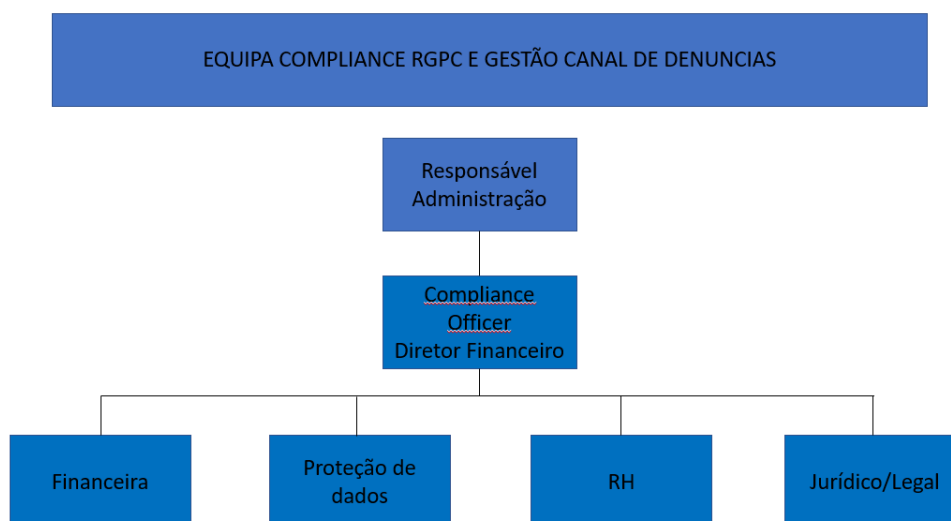 EQUIPA COMPLIANCE RGPC E GESTÃO CANAL DE DENUNCIAS
Responsável
Administração
Compliance
Officer
Diretor Financeiro
Financeira
Proteção de
dados
RH
Jurídico/Legal